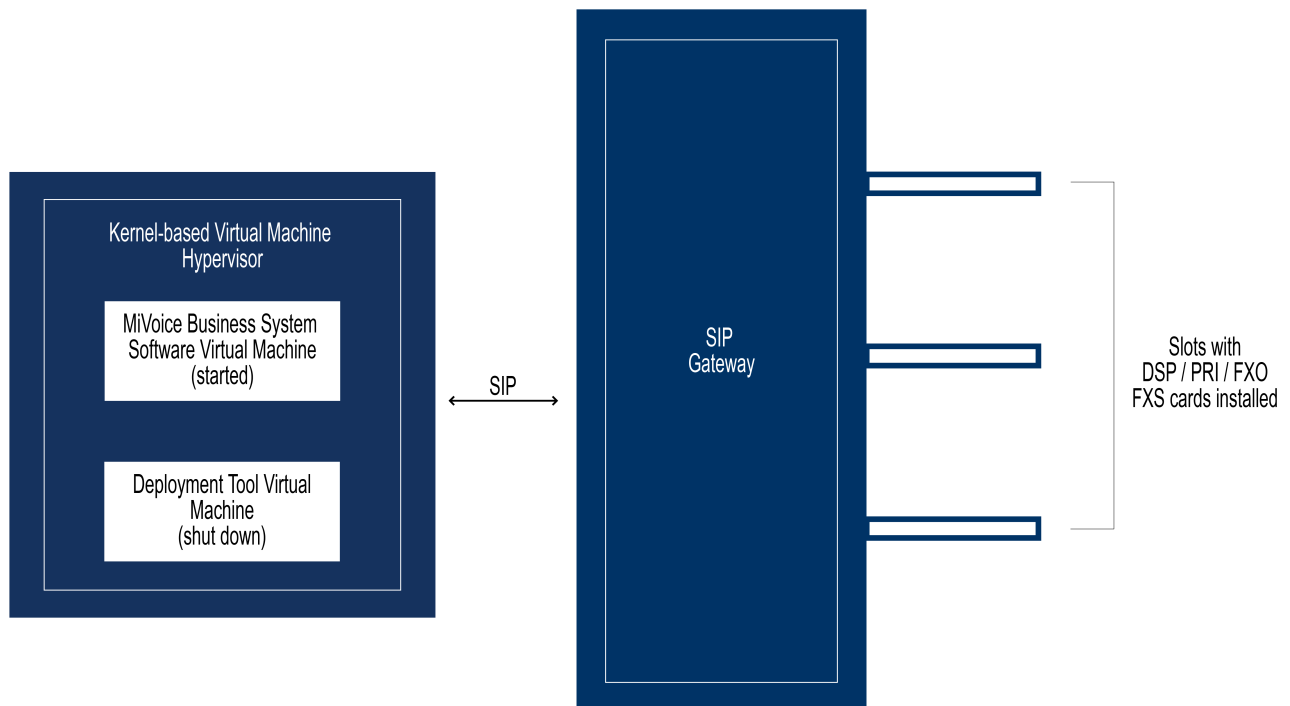 Kernel-based Virtual Machine
Hypervisor
MiVoice Business System
Software Virtual Machine
(started)
Deployment Tool Virtual
Machine
(shut down)
SIP
SIP
Gateway
Slots with
DSP / PRI / FXO
FXS cards installed